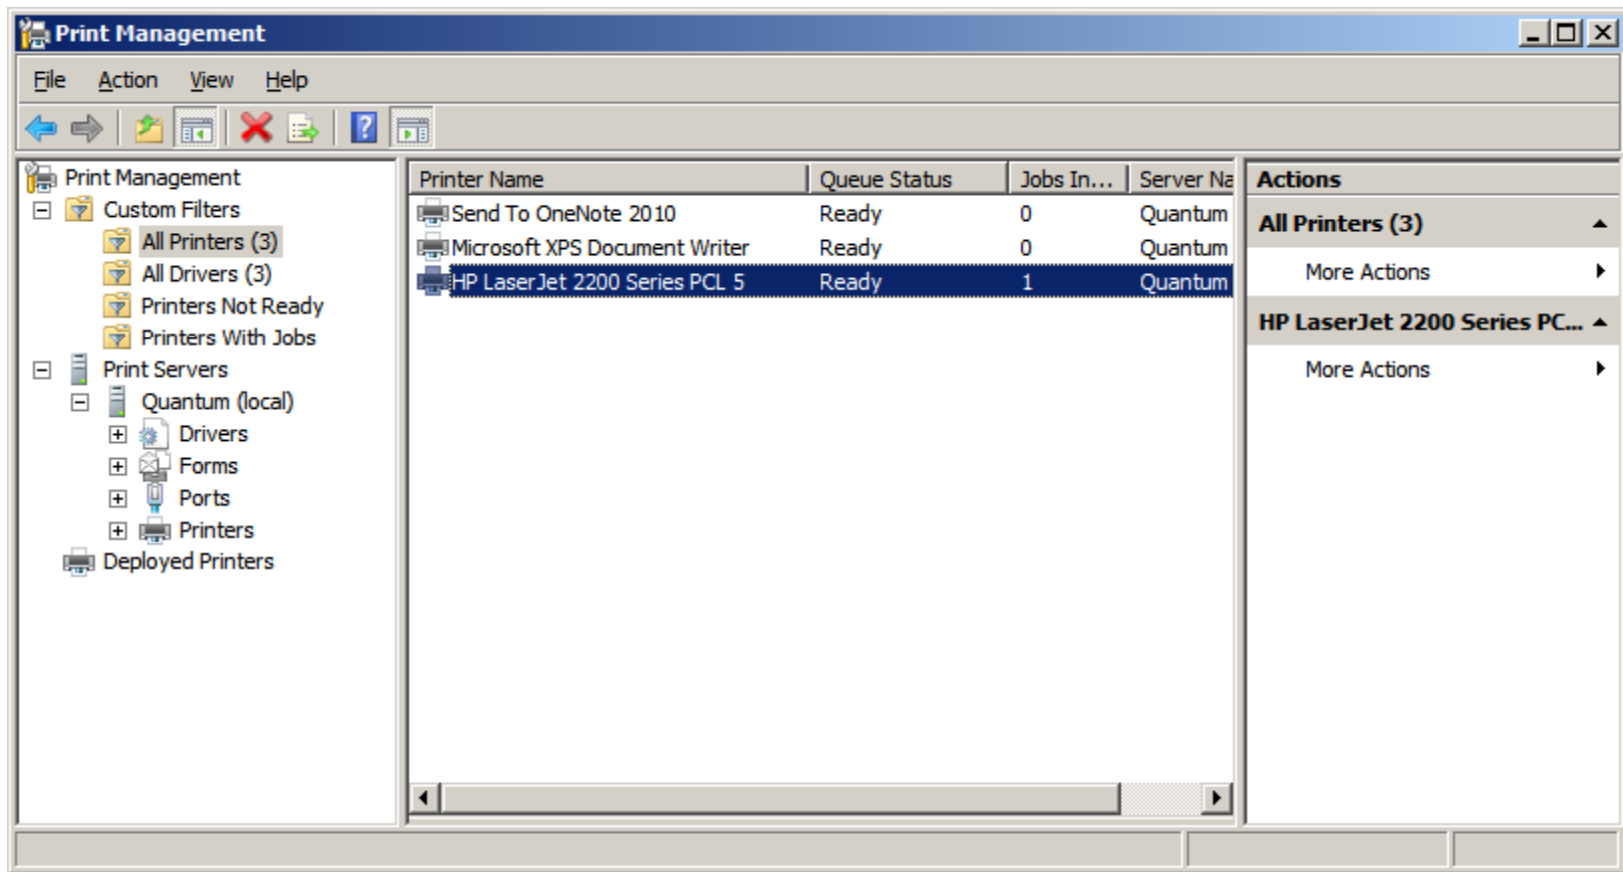 Print Management
File Action View Help
Print Management
Custom Filters
All Printers (3)
All Drivers (3)
Printers Not Ready
Printers With Jobs
Print Servers
Quantum (local)
Drivers
Forms
Ports
Printers
Deployed Printers
Printer Name Queue Status Jobs In... Server Na
Send To OneNote 2010 Ready 0 Quantum
Microsoft XPS Document Writer Ready 0 Quantum
HP LaserJet 2200 Series PCL 5 Ready 1 Quantum
Actions
All Printers (3)
More Actions
HP LaserJet 2200 Series PC...
More Actions